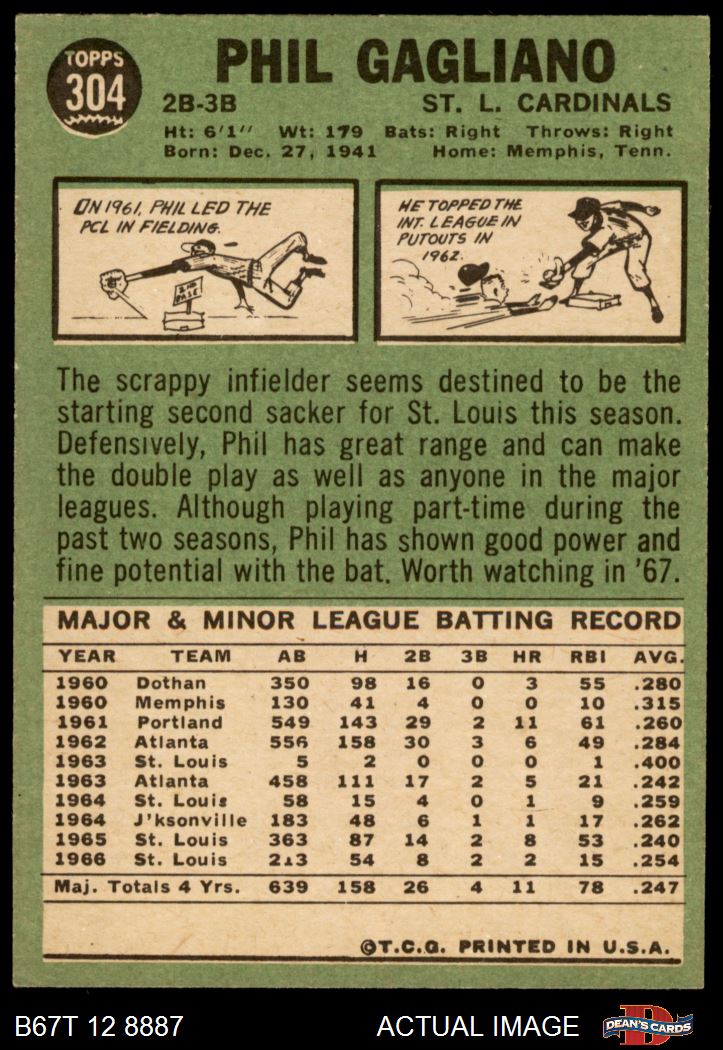 TOPPS
304
PHIL GAGLIANO
2B-3B ST. L. CARDINALS
Ht: 6'1" Wt: 179 Bats: Right Throws: Right
Born: Dec. 27, 1941 Home: Memphis, Tenn.
ON 1961, PHIL LED THE
PCL IN FIELDING.
2ND
BASE
HE TOPPED THE
INT. LEAGUE IN
PUTOUTS IN
1962.
The scrappy infielder seems destined to be the
starting second sacker for St. Louis this season.
Defensively, Phil has great range and can make
the double play as well as anyone in the major
leagues. Although playing part-time during the
past two seasons, Phil has shown good power and
fine potential with the bat. Worth watching in '67.
MAJOR & MINOR LEAGUE BATTING RECORD
YEAR TEAM AB H 2B 3B HR RBI AVG.
1960 Dothan 350 98 16 0 3 55 .280
1960 Memphis 130 41 4 0 0 10 .315
1961 Portland 549 143 29 2 11 61 .260
1962 Atlanta 556 158 30 3 6 49 .284
1963 St. Louis 5 2 0 0 0 1 .400
1963 Atlanta 458 111 17 2 5 21 .242
1964 St. Louis 58 15 4 0 1 9 .259
1964 J'ksonville 183 48 6 1 1 17 .262
1965 St. Louis 363 87 14 2 8 53 .240
1966 St. Louis 213 54 8 2 2 15 .254
Maj. Totals 4 Yrs. 639 158 26 4 11 78 .247
©T.C.G. PRINTED IN U.S.A.
B67T 12 8887 ACTUAL IMAGE DEAN'S CARDS